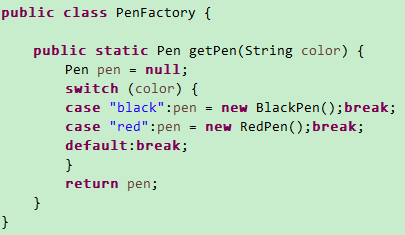 public class PenFactory {
public static Pen getPen(String color) {
Pen pen = null;
switch (color) {
case "black":pen = new BlackPen();break;
case "red":pen = new RedPen();break;
default:break;
}
return pen;
}
}